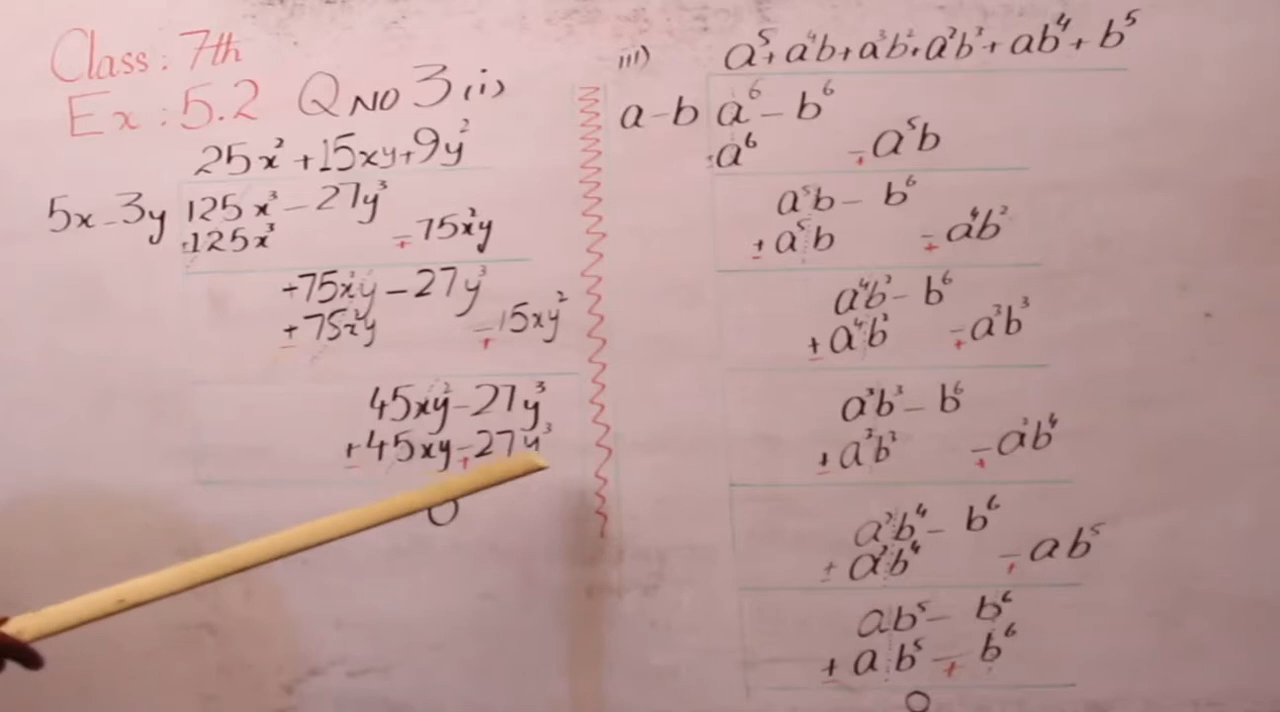 Class: 7th
Ex: 5.2 Q NO 3 (i)
25x² + 15xy + 9y²
5x - 3y 125x³ - 27y³
125x³ - 75x²y
+75x²y - 27y³
+75x²y - 15xy²
45xy² - 27y³
+45xy - 27y³
0
iii)
a⁵ + a⁴b + a³b² + a²b³ + ab⁴ + b⁵
a - b a⁶ - b⁶
a⁶ - a⁵b
a⁵b - b⁶
+a⁵b - a⁴b²
a⁴b² - b⁶
+a⁴b² - a³b³
a³b³ - b⁶
+a³b³ - a²b⁴
a²b⁴ - b⁶
+a²b⁴ - ab⁵
ab⁵ - b⁶
+ab⁵ - b⁶
0